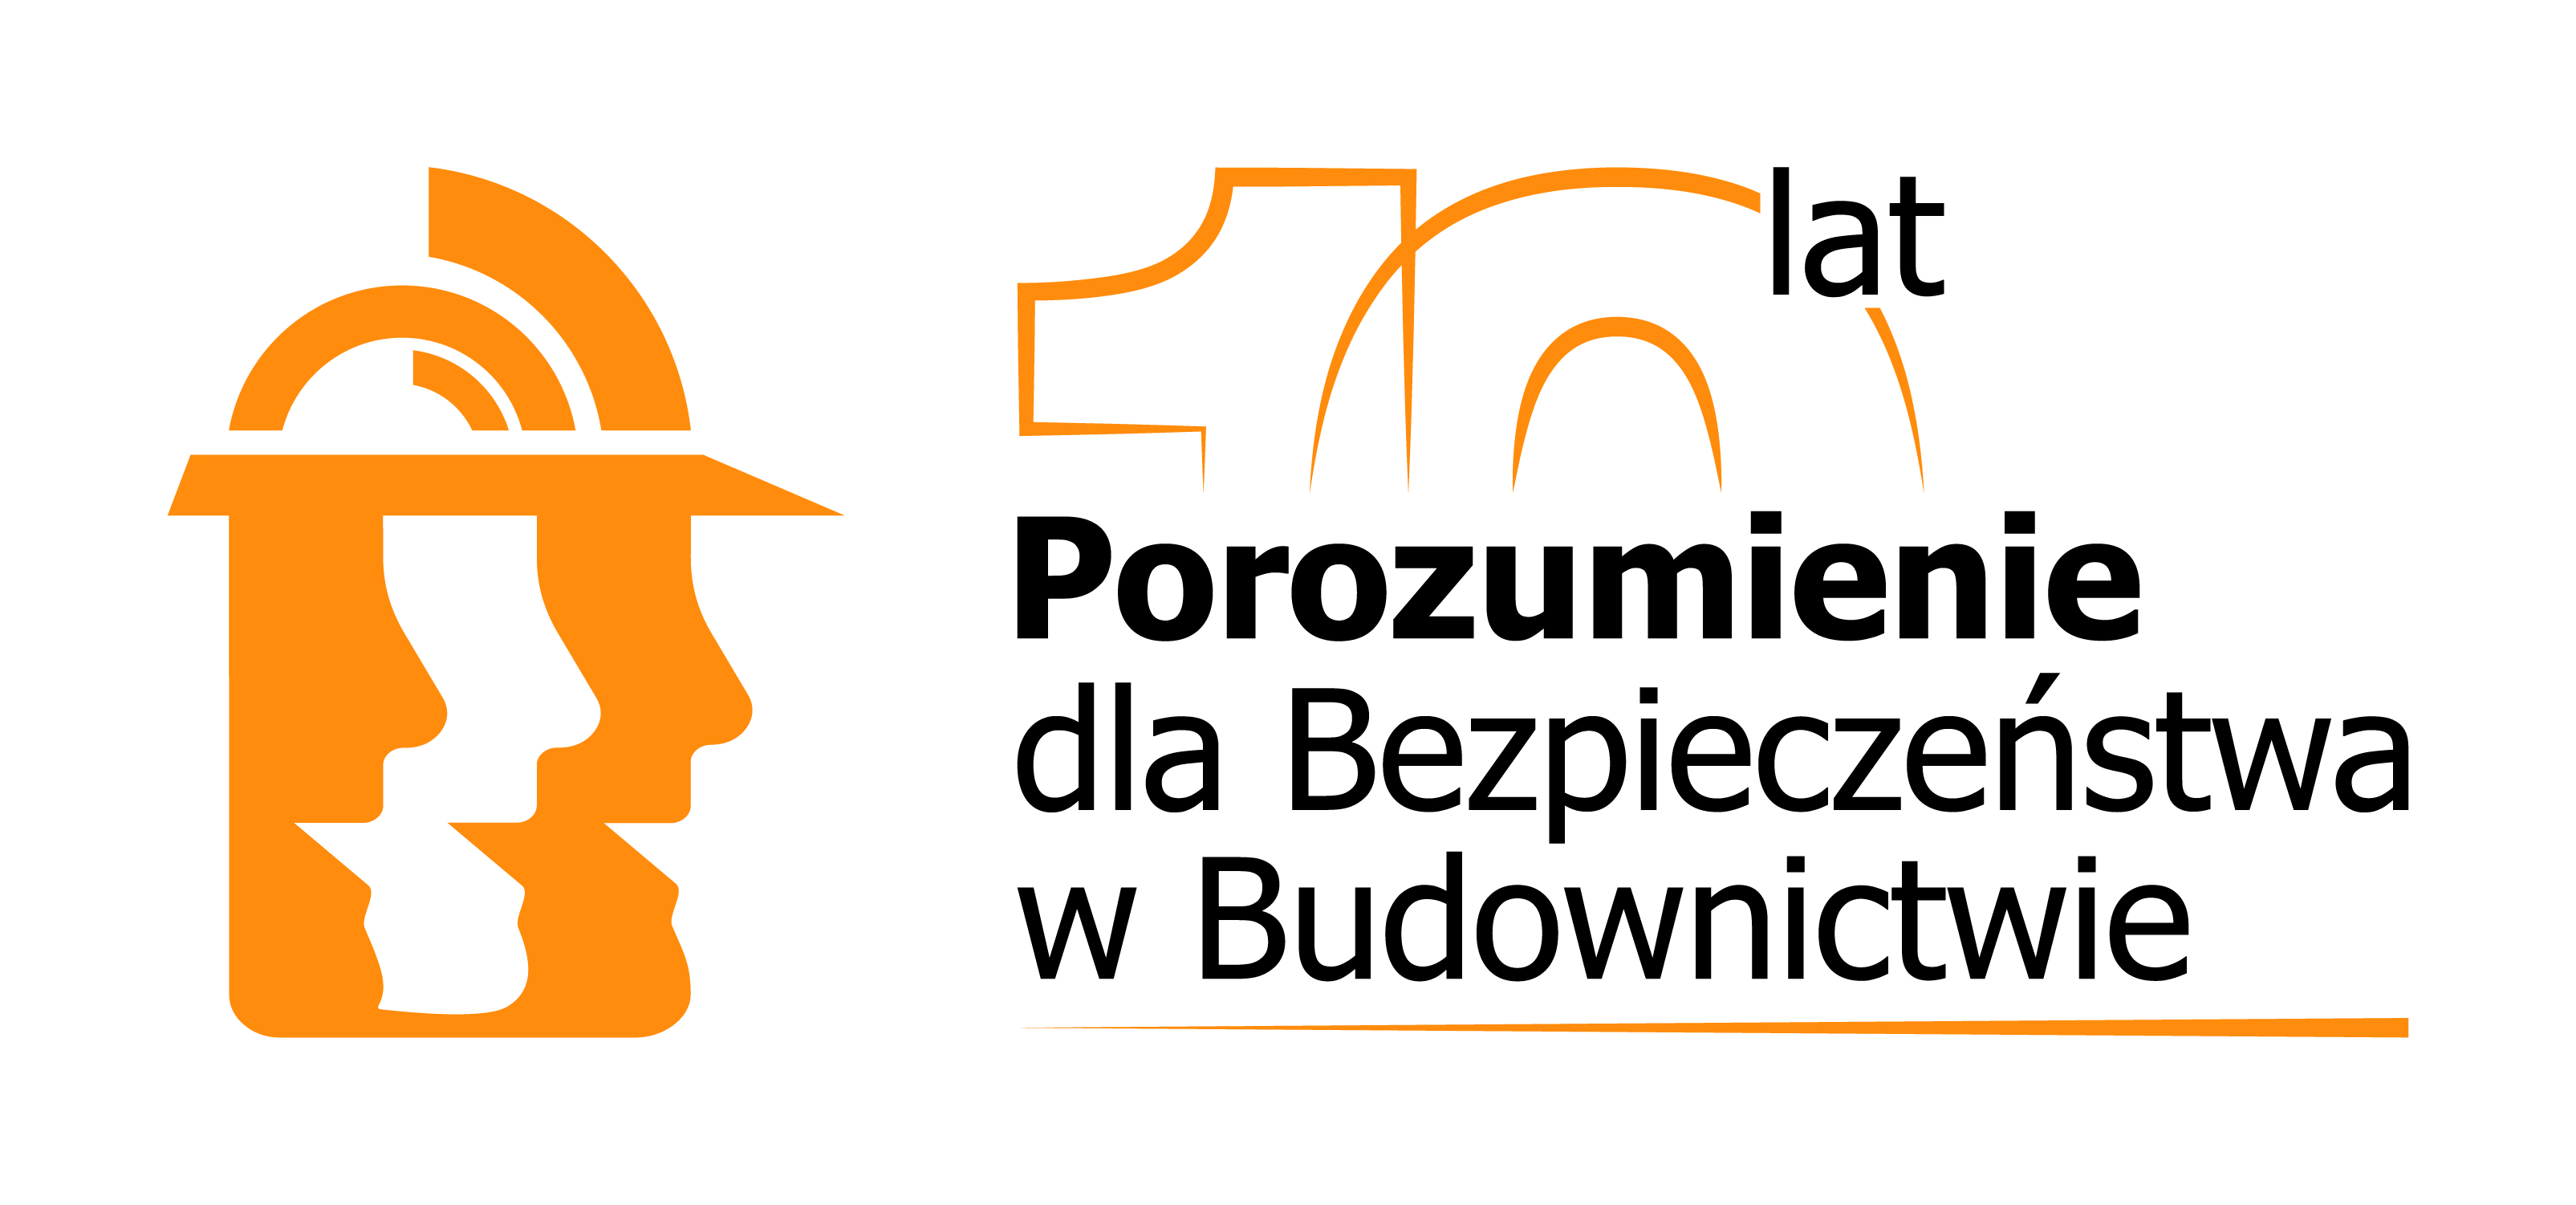 10 lat
Porozumienie
dla Bezpieczeństwa
w Budownictwie